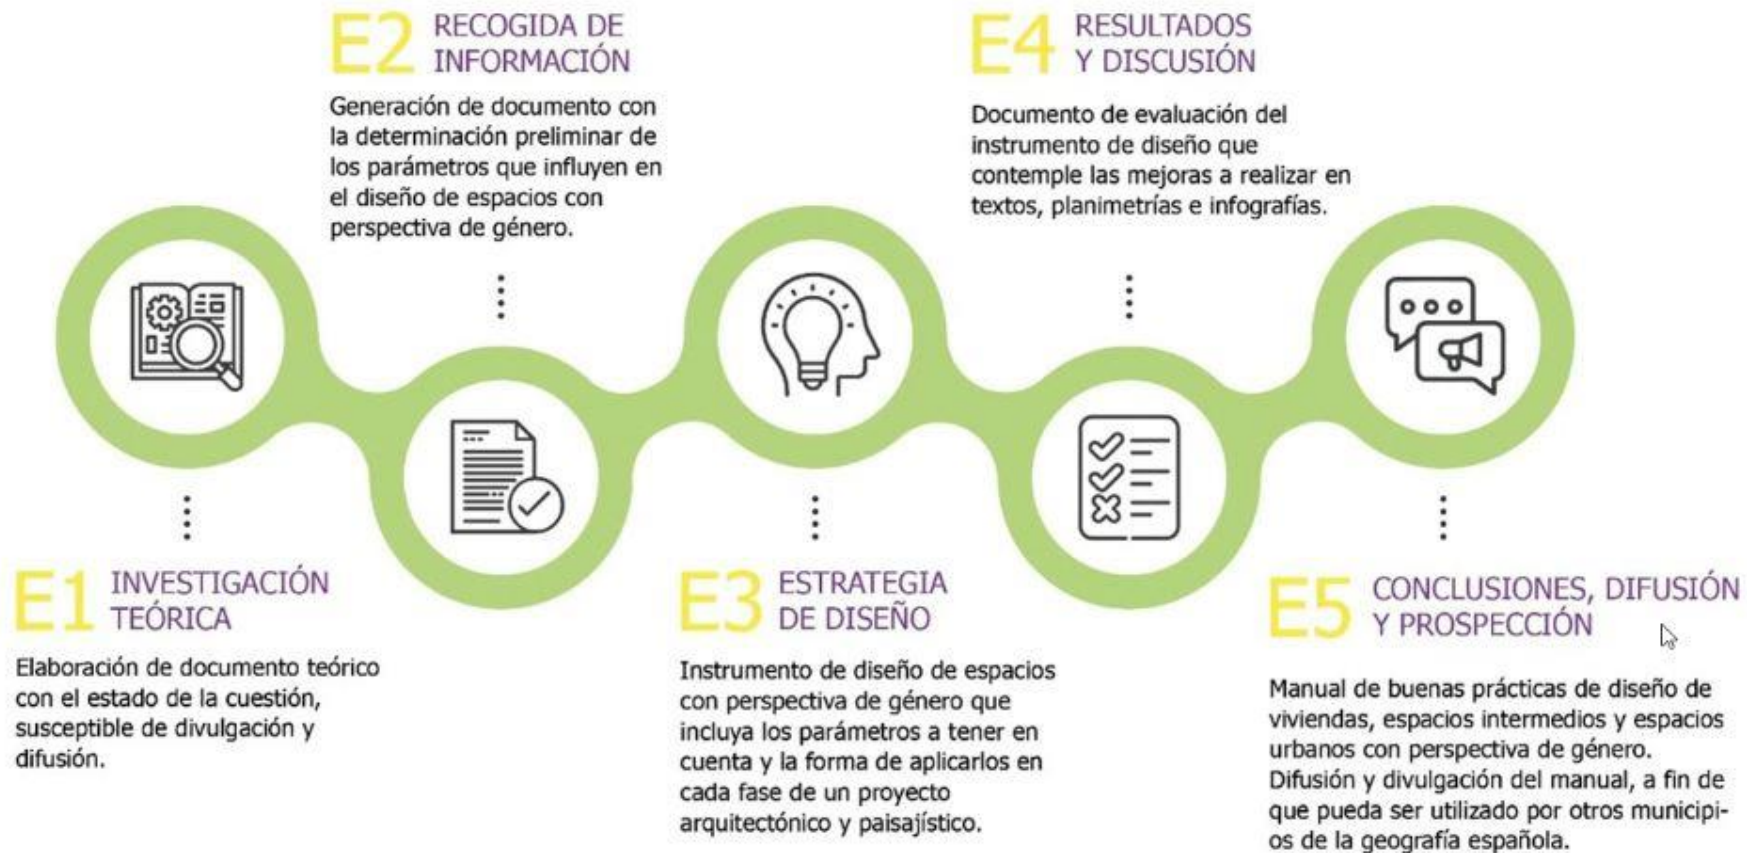 E1 INVESTIGACIÓN
TEÓRICA
Elaboración de documento teórico
con el estado de la cuestión,
susceptible de divulgación y
difusión.
E2 RECOGIDA DE
INFORMACIÓN
Generación de documento con
la determinación preliminar de
los parámetros que influyen en
el diseño de espacios con
perspectiva de género.
E3 ESTRATEGIA
DE DISEÑO
Instrumento de diseño de espacios
con perspectiva de género que
incluya los parámetros a tener en
cuenta y la forma de aplicarlos en
cada fase de un proyecto
arquitectónico y paisajístico.
E4 RESULTADOS
Y DISCUSIÓN
Documento de evaluación del
instrumento de diseño que
contemple las mejoras a realizar en
textos, planimetrías e infografías.
E5 CONCLUSIONES, DIFUSIÓN
Y PROSPECCIÓN
Manual de buenas prácticas de diseño de
viviendas, espacios intermedios y espacios
urbanos con perspectiva de género.
Difusión y divulgación del manual, a fin de
que pueda ser utilizado por otros municipi-
os de la geografía española.